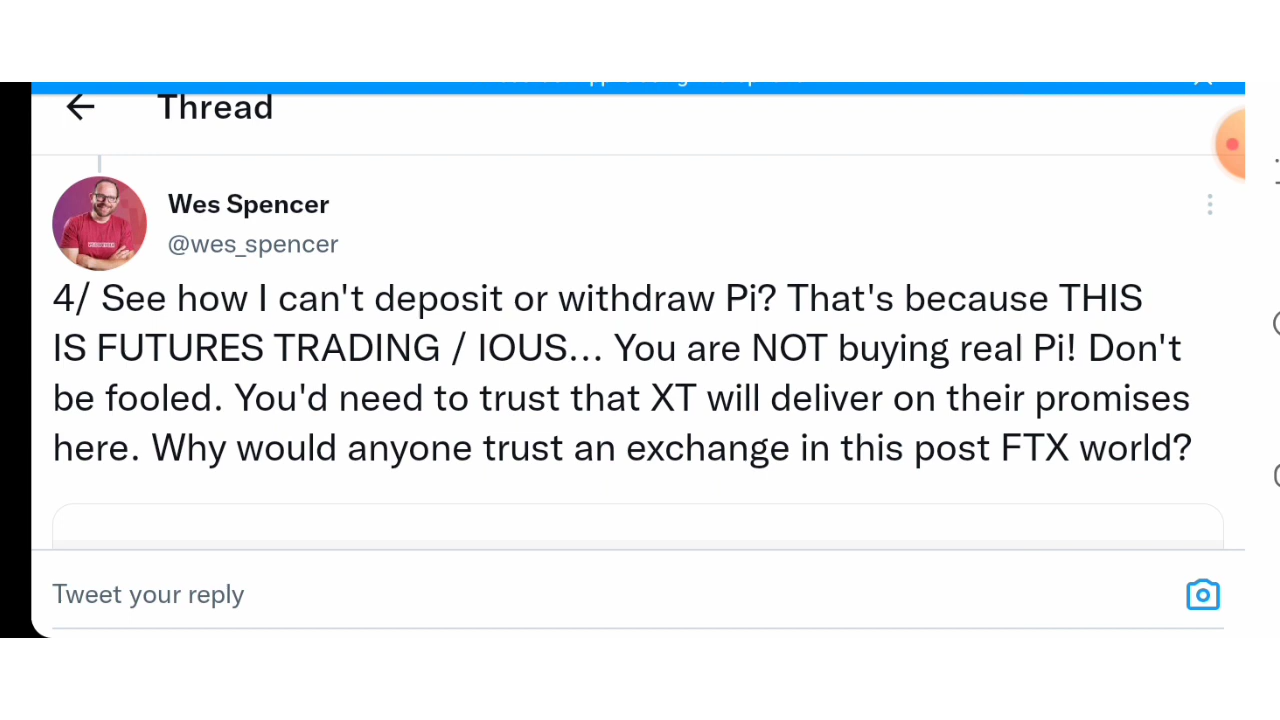 Thread
Wes Spencer
@wes_spencer
4/ See how I can't deposit or withdraw Pi? That's because THIS
IS FUTURES TRADING / IOUS... You are NOT buying real Pi! Don't
be fooled. You'd need to trust that XT will deliver on their promises
here. Why would anyone trust an exchange in this post FTX world?
Tweet your reply